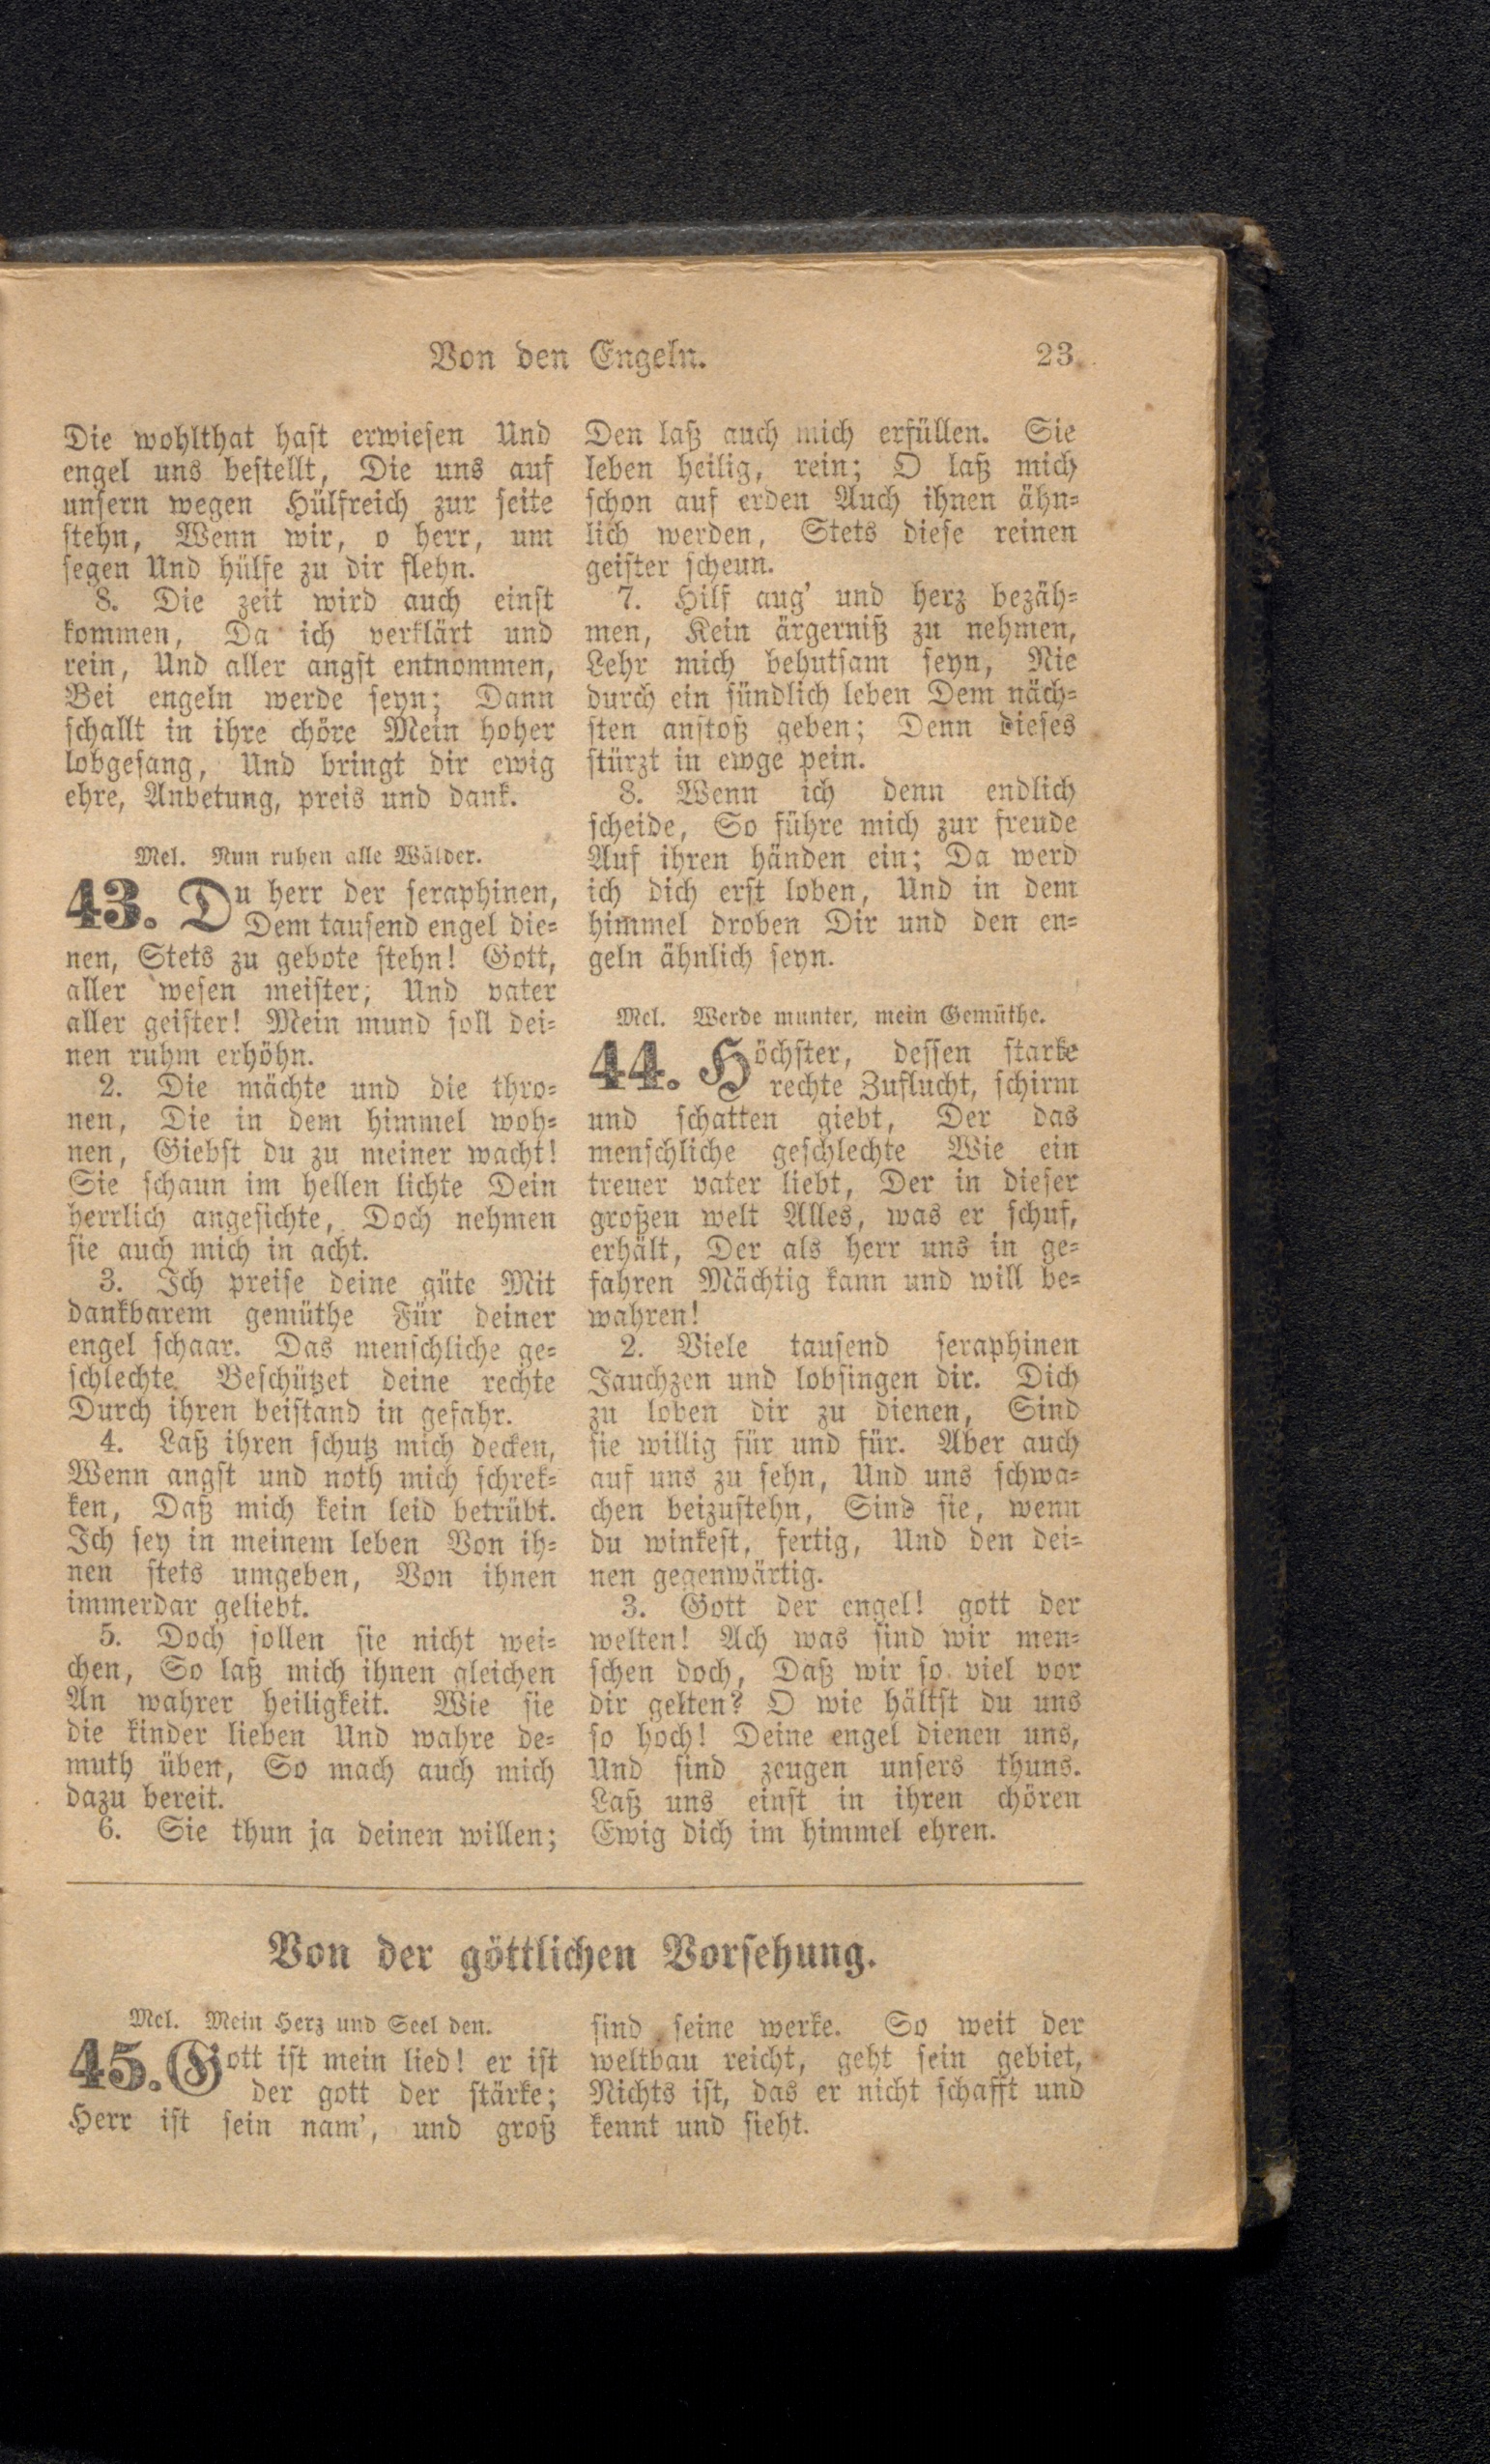 Von den Engeln. 23
Die wohlthat hast erwiesen Und
engel uns bestellt, Die uns auf
unsern wegen Hülfreich zur seite
stehn, Wenn wir, o herr, um
segen Und hülfe zu dir flehn.
8. Die zeit wird auch einst
kommen, Da ich verklärt und
rein, Und aller angst entnommen,
Bei engeln werde seyn; Dann
schallt in ihre chöre Mein hoher
lobgesang, Und bringt dir ewig
ehre, Anbetung, preis und dank.
Mel. Nun ruhen alle Wälder.
43. Du herr der seraphinen,
Dem tausend engel die-
nen, Stets zu gebote stehn! Gott,
aller wesen meister, Und vater
aller geister! Mein mund soll dei-
nen ruhm erhöhn.
2. Die mächte und die thro-
nen, Die in dem himmel woh-
nen, Giebst du zu meiner wacht!
Sie schaun im hellen lichte Dein
herrlich angesichte, Doch nehmen
sie auch mich in acht.
3. Ich preise deine güte Mit
dankbarem gemüthe Für deiner
engel schaar. Das menschliche ge-
schlechte Beschützet deine rechte
Durch ihren beistand in gefahr.
4. Laß ihren schutz mich decken,
Wenn angst und noth mich schrek-
ken, Daß mich kein leid betrübt.
Ich sey in meinem leben Von ih-
nen stets umgeben, Von ihnen
immerdar geliebt.
5. Doch sollen sie nicht wei-
chen, So laß mich ihnen gleichen
An wahrer heiligkeit. Wie sie
die kinder lieben Und wahre de-
muth üben, So mach auch mich
dazu bereit.
6. Sie thun ja deinen willen;
Den laß auch mich erfüllen. Sie
leben heilig, rein; O laß mich
schon auf erden Auch ihnen ähn-
lich werden, Stets diese reinen
geister scheun.
7. Hilf aug' und herz bezäh-
men, Kein ärgerniß zu nehmen,
Lehr mich behutsam seyn, Nie
durch ein sündlich leben Dem näch-
sten anstoß geben; Denn dieses
stürzt in ewge pein.
8. Wenn ich denn endlich
scheide, So führe mich zur freude
Auf ihren händen ein; Da werd
ich dich erst loben, Und in dem
himmel droben Dir und den en-
geln ähnlich seyn.
Mel. Werde munter, mein Gemüthe.
44. Höchster, dessen starke
rechte Zuflucht, schirm
und schatten giebt, Der das
menschliche geschlechte Wie ein
treuer vater liebt, Der in dieser
großen welt Alles, was er schuf,
erhält, Der als herr uns in ge-
fahren Mächtig kann und will be-
wahren!
2. Viele tausend seraphinen
Jauchzen und lobsingen dir. Dich
zu loben dir zu dienen, Sind
sie willig für und für. Aber auch
auf uns zu sehn, Und uns schwa-
chen beizustehn, Sind sie, wenn
du winkest, fertig, Und den dei-
nen gegenwärtig.
3. Gott der engel! gott der
welten! Ach was sind wir men-
schen doch, Daß wir so viel vor
dir gelten? O wie hältst du uns
so hoch! Deine engel dienen uns,
Und sind zeugen unsers thuns.
Laß uns einst in ihren chören
Ewig dich im himmel ehren.
Von der göttlichen Vorsehung.
Mel. Mein Herz und Seel den.
45. Gott ist mein lied! er ist
der gott der stärke;
Herr ist sein nam', und groß
sind seine werke. So weit der
weltbau reicht, geht sein gebiet,
Nichts ist, das er nicht schafft und
kennt und sieht.